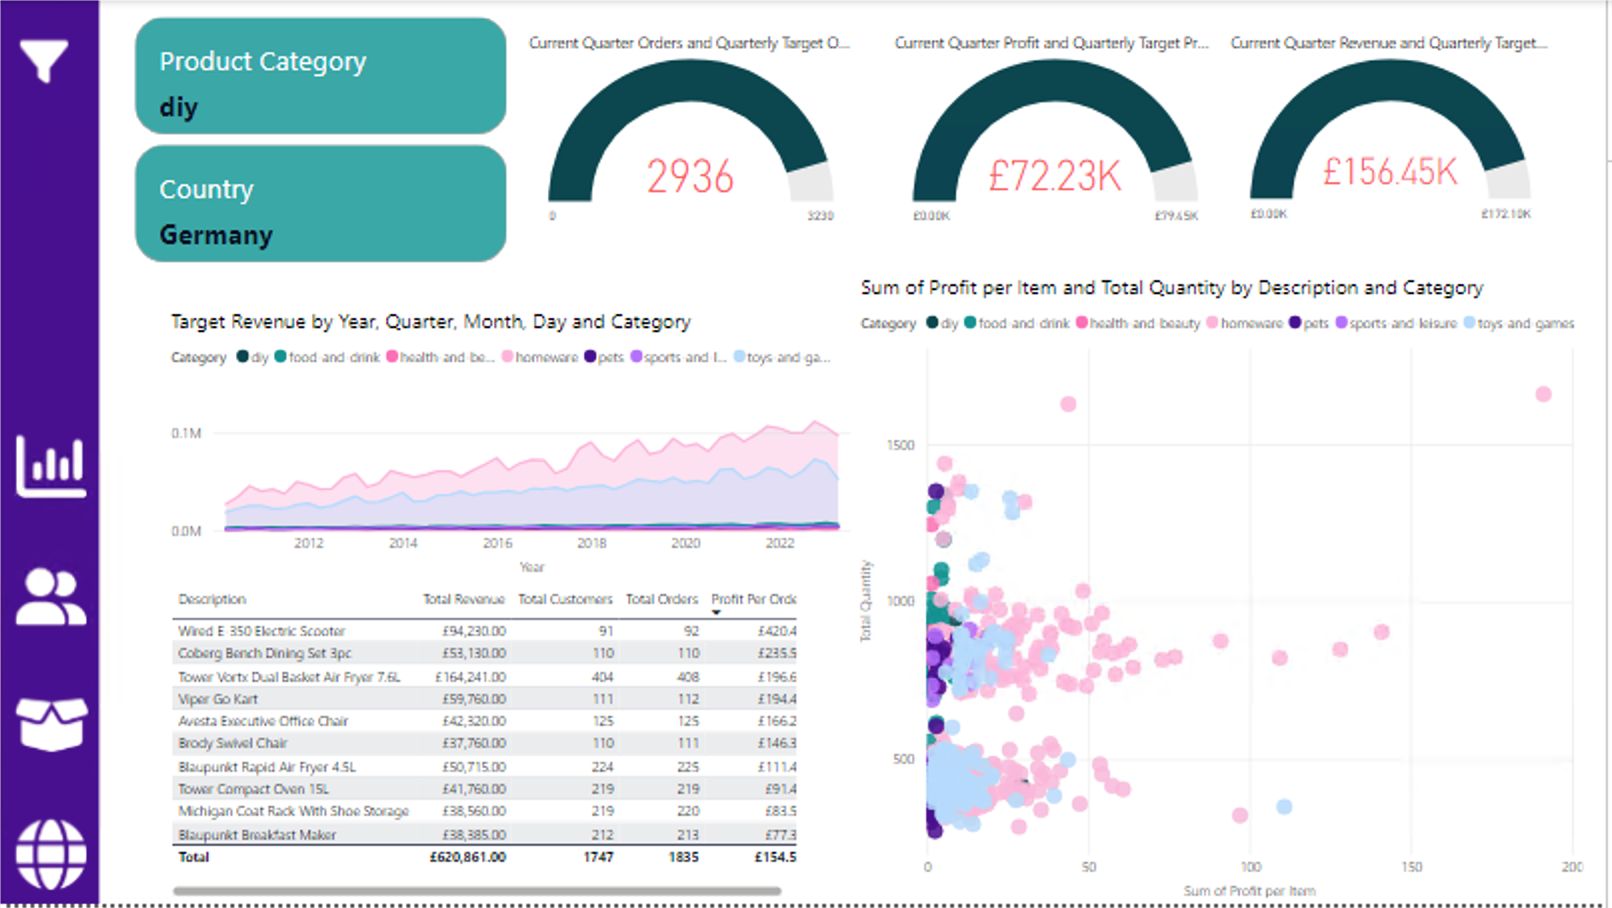 Product Category
diy
Country
Germany
Current Quarter Orders and Quarterly Target O...
2936
0
3230
Current Quarter Profit and Quarterly Target Pr...
£72.23K
£0.00K
£79.45K
Current Quarter Revenue and Quarterly Target...
£156.45K
£0.00K
£172.10K
Target Revenue by Year, Quarter, Month, Day and Category
Category diy food and drink health and be... homeware pets sports and l... toys and ga...
0.1M
0.0M
2012 2014 2016 2018 2020 2022
Year
Description Total Revenue Total Customers Total Orders Profit Per Orde
Wired E 350 Electric Scooter £94,230.00 91 92 £420.4
Coberg Bench Dining Set 3pc £53,130.00 110 110 £235.5
Tower Vortx Dual Basket Air Fryer 7.6L £164,241.00 404 408 £196.6
Viper Go Kart £59,760.00 111 112 £194.4
Avesta Executive Office Chair £42,320.00 125 125 £166.2
Brody Swivel Chair £37,760.00 110 111 £146.3
Blaupunkt Rapid Air Fryer 4.5L £50,715.00 224 225 £111.4
Tower Compact Oven 15L £41,760.00 219 219 £91.4
Michigan Coat Rack With Shoe Storage £38,560.00 219 220 £83.5
Blaupunkt Breakfast Maker £38,385.00 212 213 £77.3
Total £620,861.00 1747 1835 £154.5
Sum of Profit per Item and Total Quantity by Description and Category
Category diy food and drink health and beauty homeware pets sports and leisure toys and games
1500
1000
500
Total Quantity
0 50 100 150 200
Sum of Profit per Item